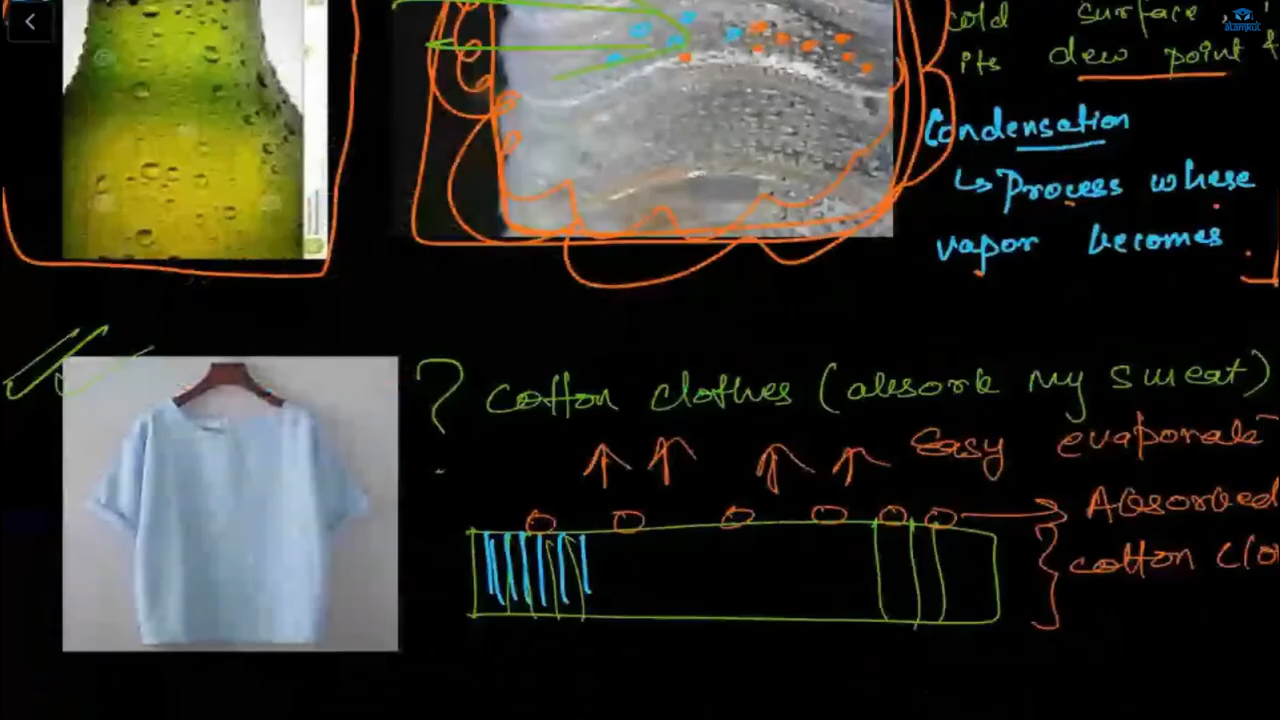 atamkul
cold surface,
its dew point &
Condensation
↳ Process where
vapor becomes
? cotton clothes (absorb my sweat)
Easy evaporate
Absorbed
cotton clo